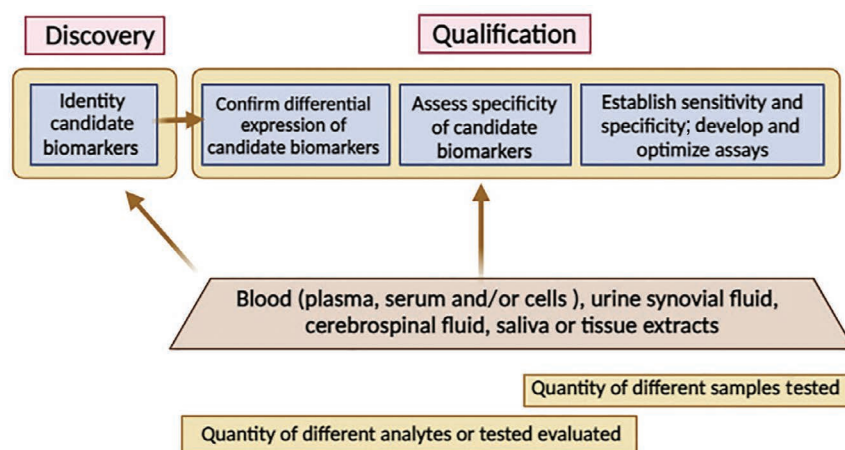 Discovery
Qualification
Identity
candidate
biomarkers
Confirm differential
expression of
candidate biomarkers
Assess specificity
of candidate
biomarkers
Establish sensitivity and
specificity; develop and
optimize assays
Blood (plasma, serum and/or cells ), urine synovial fluid,
cerebrospinal fluid, saliva or tissue extracts
Quantity of different samples tested
Quantity of different analytes or tested evaluated